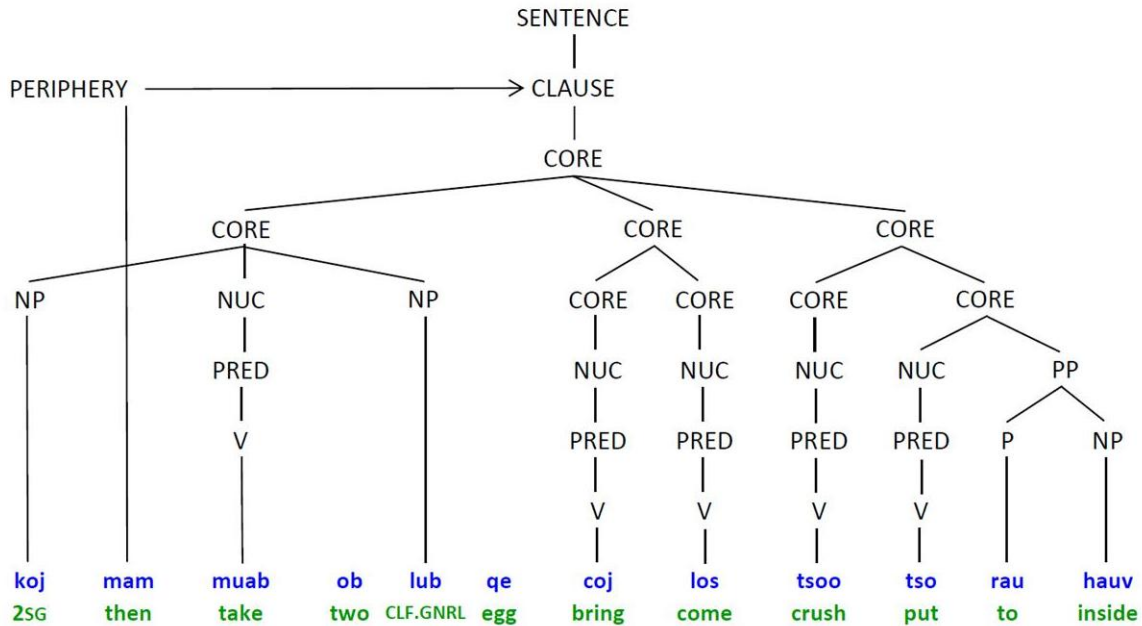 SENTENCE
PERIPHERY CLAUSE
CORE
CORE CORE CORE
NP NUC NP CORE CORE CORE CORE
PRED NUC NUC NUC NUC PP
V PRED PRED PRED PRED P NP
V V V V
koj mam muab ob lub qe coj los tsoo tso rau hauv
2SG then take two CLF.GNRL egg bring come crush put to inside